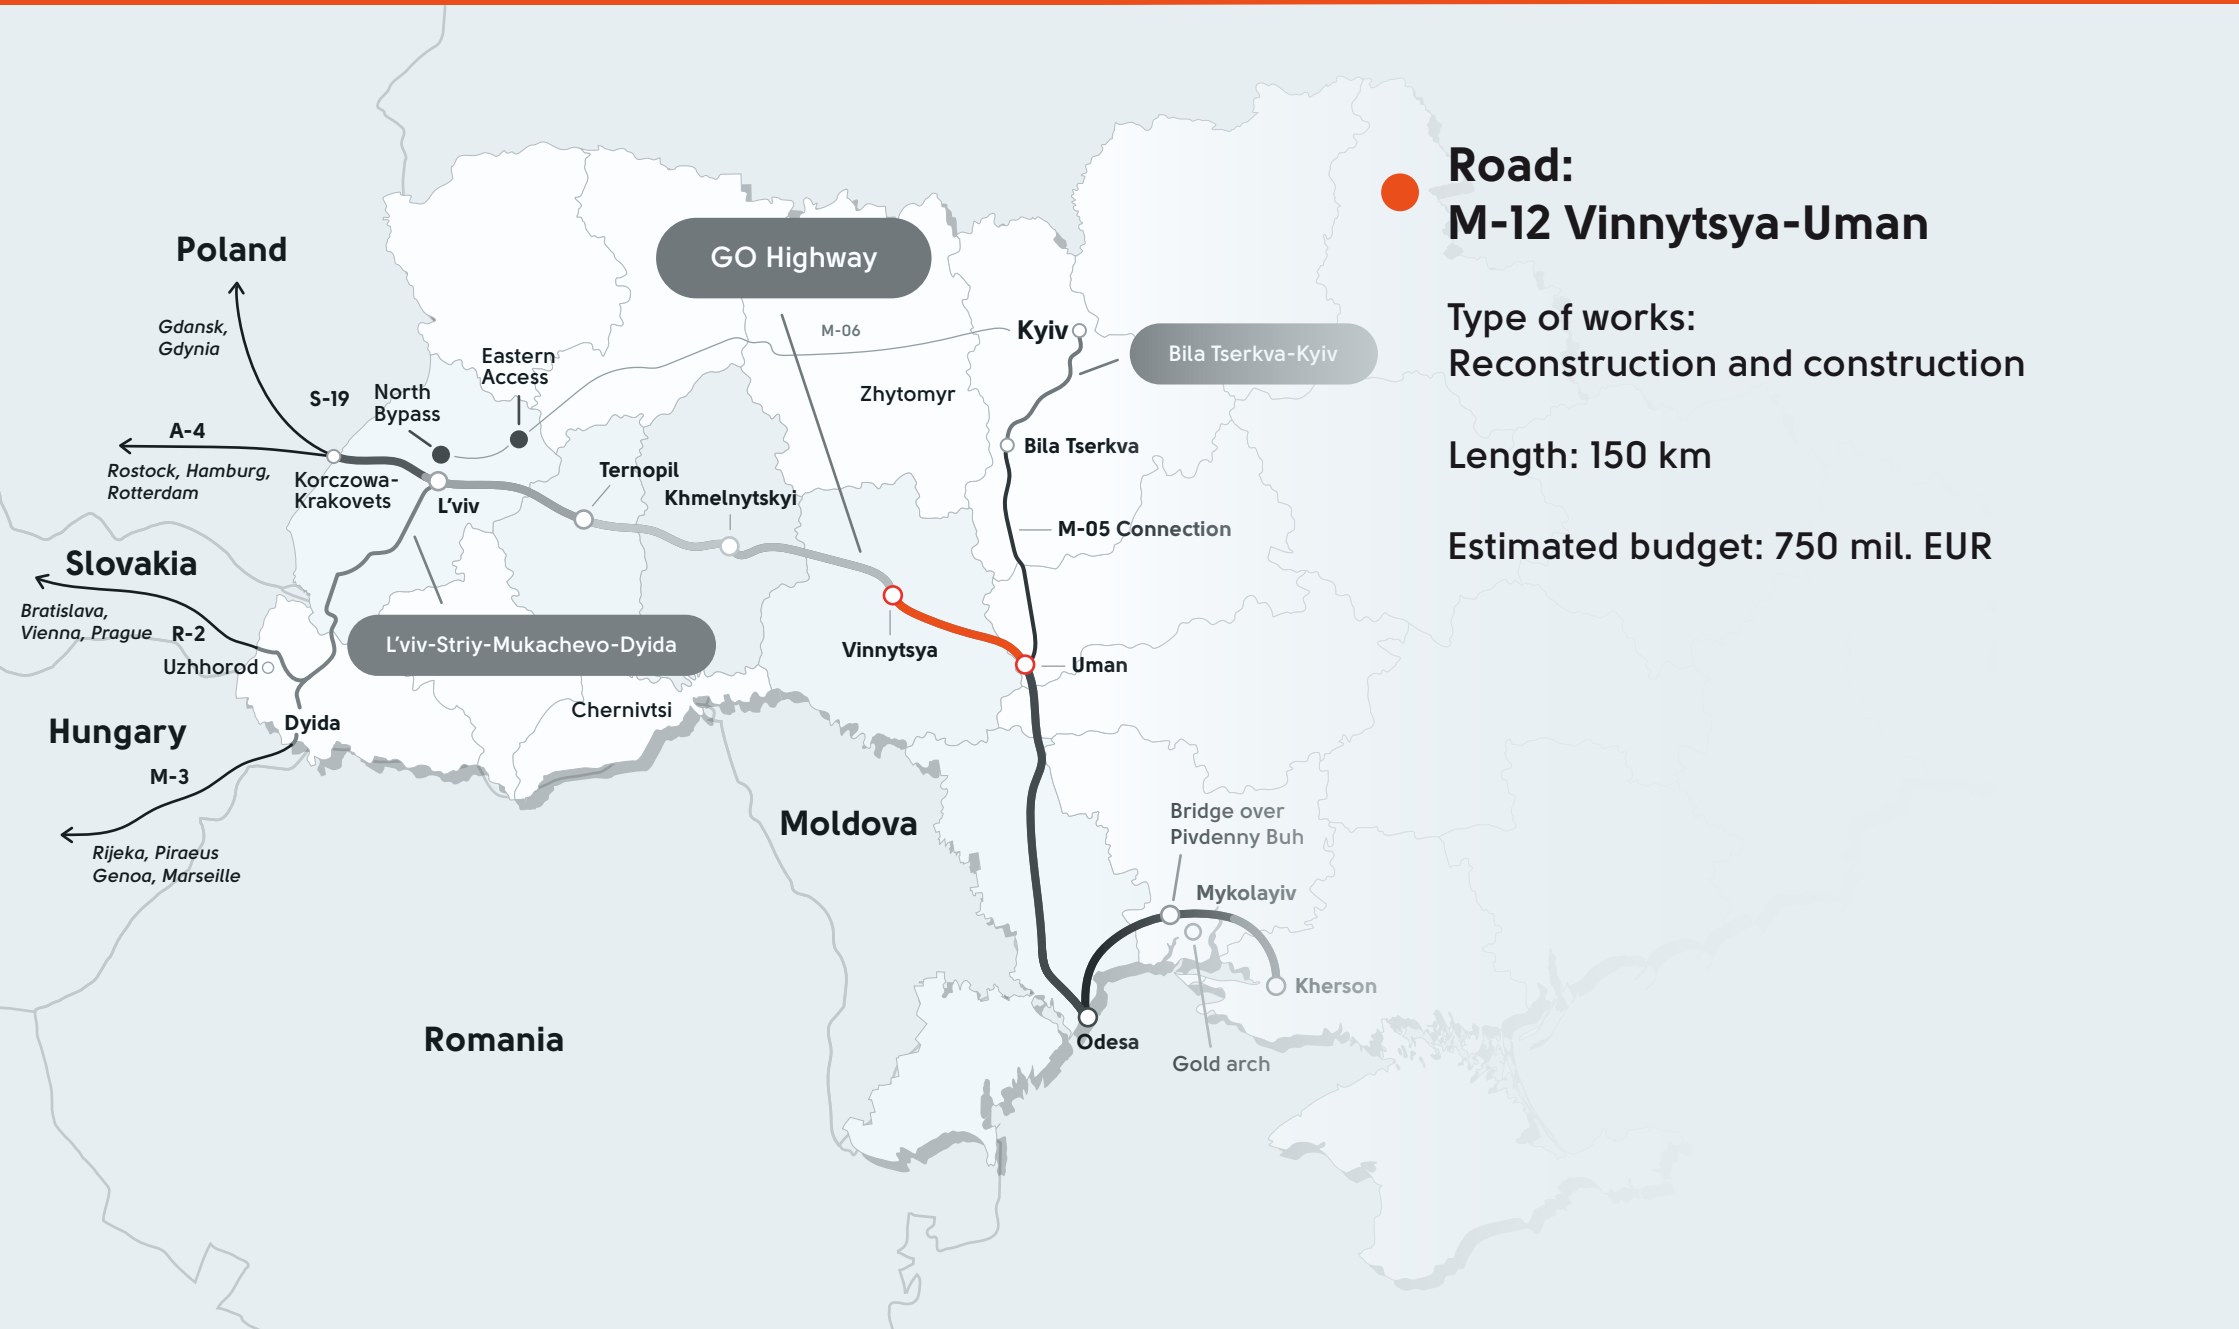 Road:
M-12 Vinnytsya-Uman
Type of works:
Reconstruction and construction
Length: 150 km
Estimated budget: 750 mil. EUR
Poland
Gdansk,
Gdynia
S-19
A-4
Rostock, Hamburg,
Rotterdam
North
Bypass
Eastern
Access
GO Highway
M-06
Kyiv
Bila Tserkva-Kyiv
Zhytomyr
Bila Tserkva
Korczowa-
Krakovets
L'viv
Ternopil
Khmelnytskyi
M-05 Connection
Slovakia
Bratislava,
Vienna, Prague
R-2
Uzhhorod
L'viv-Striy-Mukachevo-Dyida
Vinnytsya
Uman
Chernivtsi
Dyida
Hungary
M-3
Rijeka, Piraeus
Genoa, Marseille
Moldova
Bridge over
Pivdenny Buh
Mykolayiv
Kherson
Odesa
Gold arch
Romania